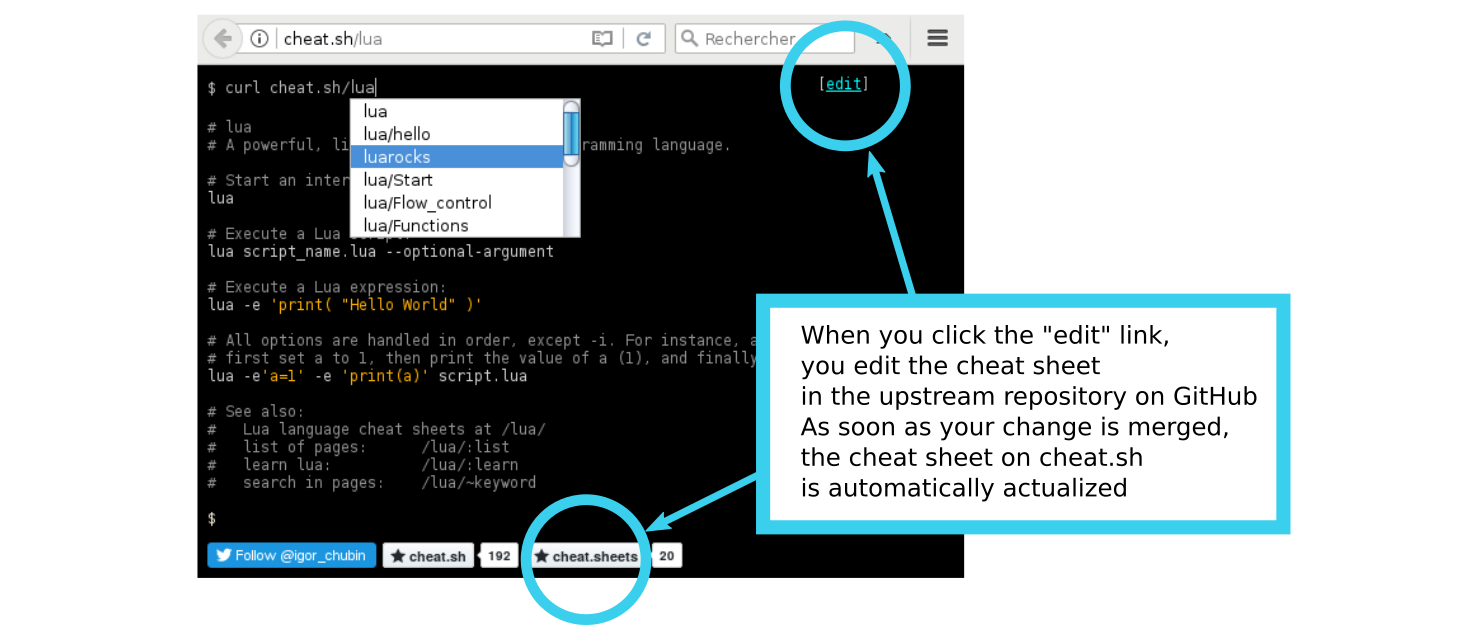 cheat.sh/lua
Rechercher
$ curl cheat.sh/lua
[edit]
lua
lua/hello
luarocks
lua/Start
lua/Flow_control
lua/Functions
# lua
# A powerful, li ramming language.
# Start an inter
lua
# Execute a Lua
lua script_name.lua --optional-argument
# Execute a Lua expression:
lua -e 'print( "Hello World" )'
# All options are handled in order, except -i. For instance, a
# first set a to 1, then print the value of a (1), and finally
lua -e'a=1' -e 'print(a)' script.lua
# See also:
#   Lua language cheat sheets at /lua/
#   list of pages:      /lua/:list
#   learn lua:          /lua/:learn
#   search in pages:    /lua/~keyword
$
Follow @igor_chubin
cheat.sh 192
cheat.sheets 20
When you click the "edit" link,
you edit the cheat sheet
in the upstream repository on GitHub
As soon as your change is merged,
the cheat sheet on cheat.sh
is automatically actualized